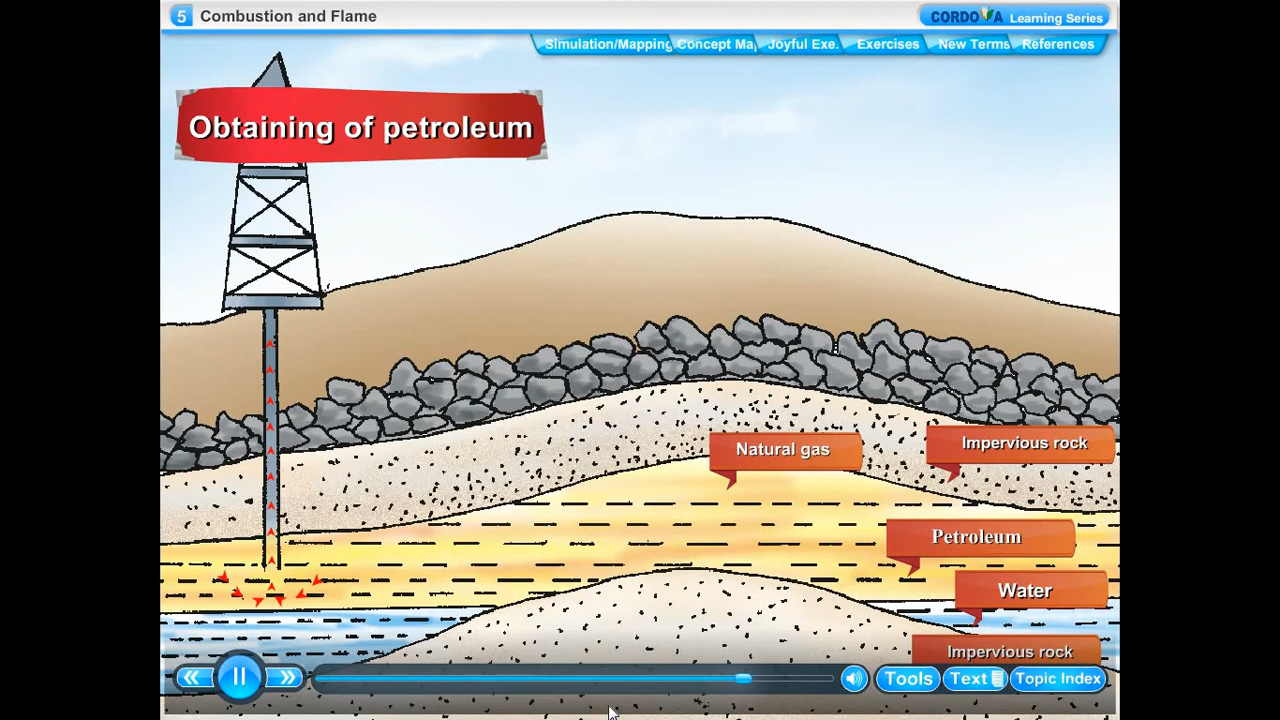 5 Combustion and Flame
CORDOVA Learning Series
Simulation/Mapping Concept Ma Joyful Exe. Exercises New Terms References
Obtaining of petroleum
Natural gas
Impervious rock
Petroleum
Water
Impervious rock
Tools Text Topic Index